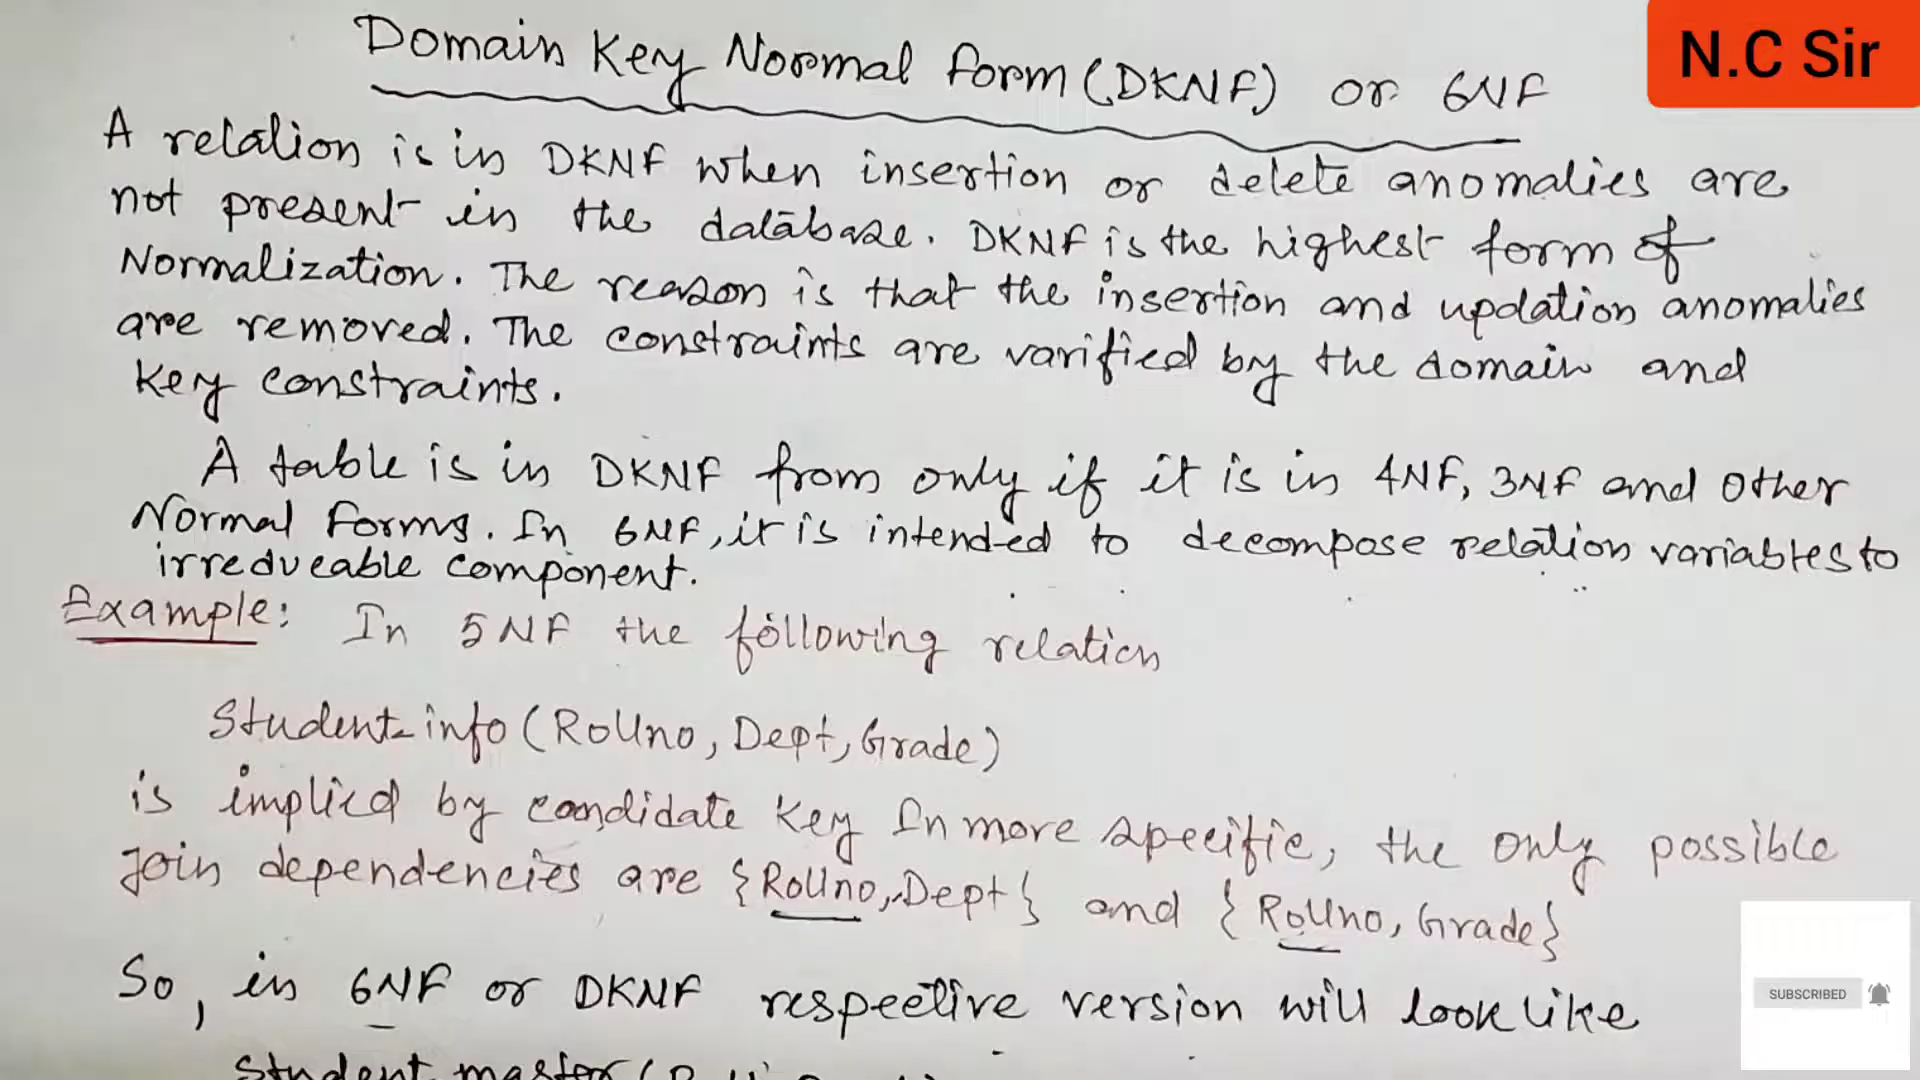 Domain Key Normal Form (DKNF) or 6NF
N.C Sir
A relation is in DKNF when insertion or delete anomalies are
not present in the database. DKNF is the highest form of
Normalization. The reason is that the insertion and updation anomalies
are removed. The constraints are varified by the domain and
Key constraints.
A table is in DKNF from only if it is in 4NF, 3NF and Other
Normal Forms. In 6NF, it is intended to decompose relation variables to
irredueable component.
Example: In 5NF the following relation
Student-info (Rollno, Dept, Grade)
is implied by candidate Key In more specific, the only possible
Join dependencies are {Rollno, Dept} and {Rollno, Grade}
So, in 6NF or DKNF respective version will look like
SUBSCRIBED
Student master (